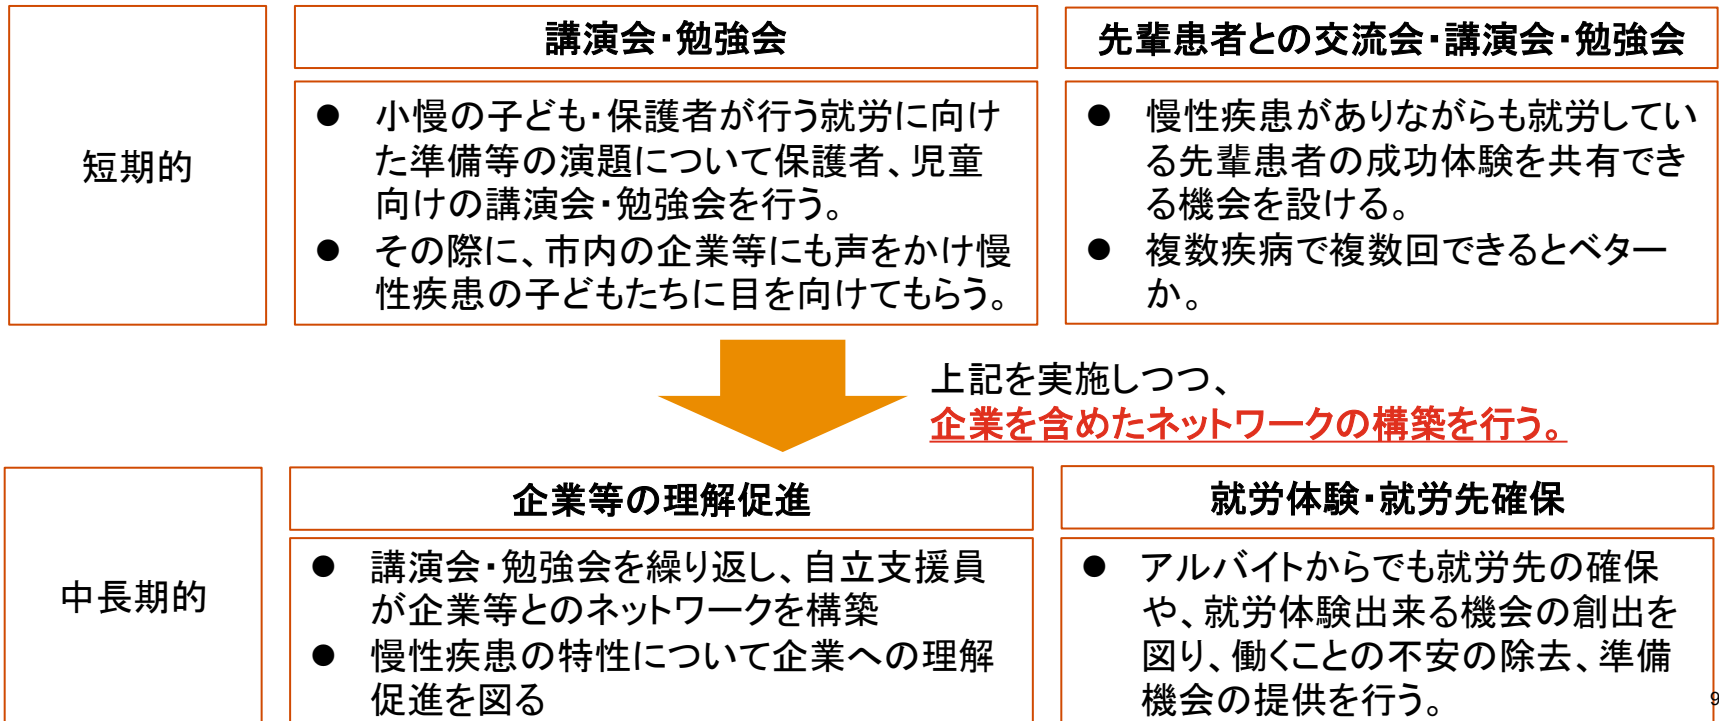 短期的
講演会・勉強会
● 小慢の子ども・保護者が行う就労に向け
た準備等の演題について保護者、児童
向けの講演会・勉強会を行う。
● その際に、市内の企業等にも声をかけ慢
性疾患の子どもたちに目を向けてもらう。
先輩患者との交流会・講演会・勉強会
● 慢性疾患がありながらも就労してい
る先輩患者の成功体験を共有でき
る機会を設ける。
● 複数疾病で複数回できるとベター
か。
上記を実施しつつ、
企業を含めたネットワークの構築を行う。
中長期的
企業等の理解促進
● 講演会・勉強会を繰り返し、自立支援員
が企業等とのネットワークを構築
● 慢性疾患の特性について企業への理解
促進を図る
就労体験・就労先確保
● アルバイトからでも就労先の確保
や、就労体験出来る機会の創出を
図り、働くことの不安の除去、準備
機会の提供を行う。
9